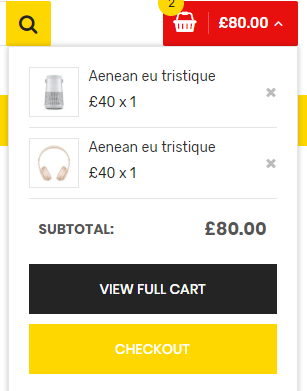 2
£80.00
Aenean eu tristique
£40 x 1
Aenean eu tristique
£40 x 1
SUBTOTAL: £80.00
VIEW FULL CART
CHECKOUT